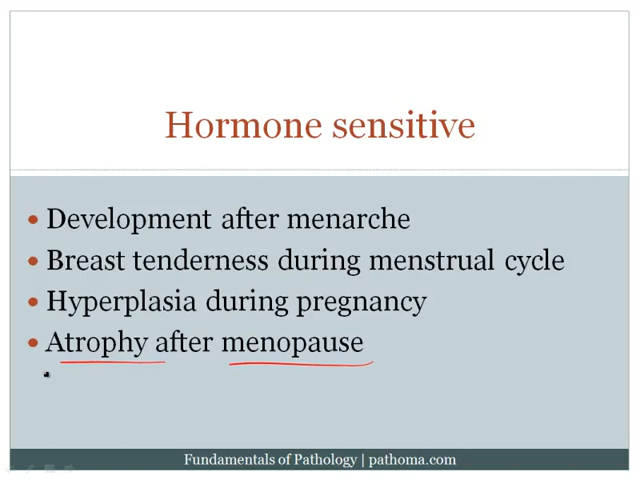 Hormone sensitive
• Development after menarche
• Breast tenderness during menstrual cycle
• Hyperplasia during pregnancy
• Atrophy after menopause
Fundamentals of Pathology | pathoma.com